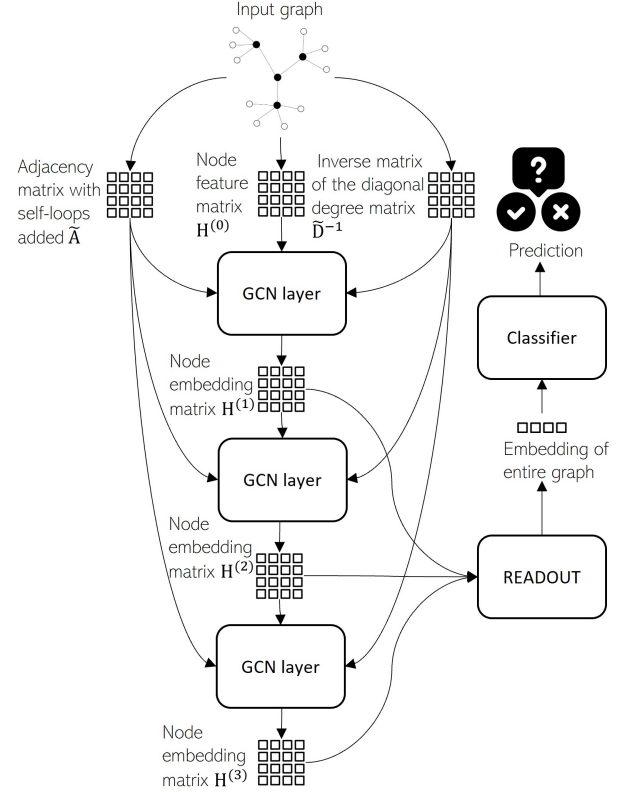 Input graph
Adjacency
matrix with
self-loops
added Ã
Node
feature
matrix
H⁽⁰⁾
Inverse matrix
of the diagonal
degree matrix
D̃⁻¹
?
Prediction
GCN layer
Classifier
Node
embedding
matrix H⁽¹⁾
Embedding of
entire graph
GCN layer
Node
embedding
matrix H⁽²⁾
READOUT
GCN layer
Node
embedding
matrix H⁽³⁾